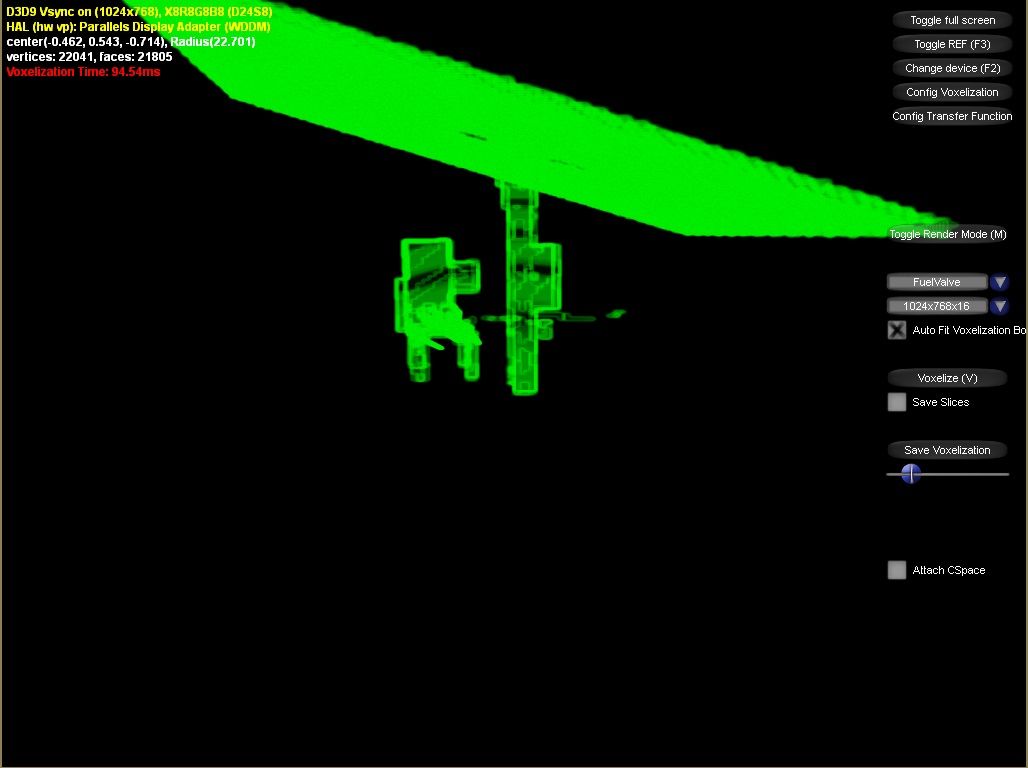 D3D9 Vsync on (1024x768), X8R8G8B8 (D24S8)
HAL (hw vp): Parallels Display Adapter (WDDM)
center(-0.462, 0.543, -0.714), Radius(22.701)
vertices: 22041, faces: 21805
Voxelization Time: 94.54ms
Toggle full screen
Toggle REF (F3)
Change device (F2)
Config Voxelization
Config Transfer Function
Toggle Render Mode (M)
FuelValve
1024x768x16
Auto Fit Voxelization Bo
Voxelize (V)
Save Slices
Save Voxelization
Attach CSpace